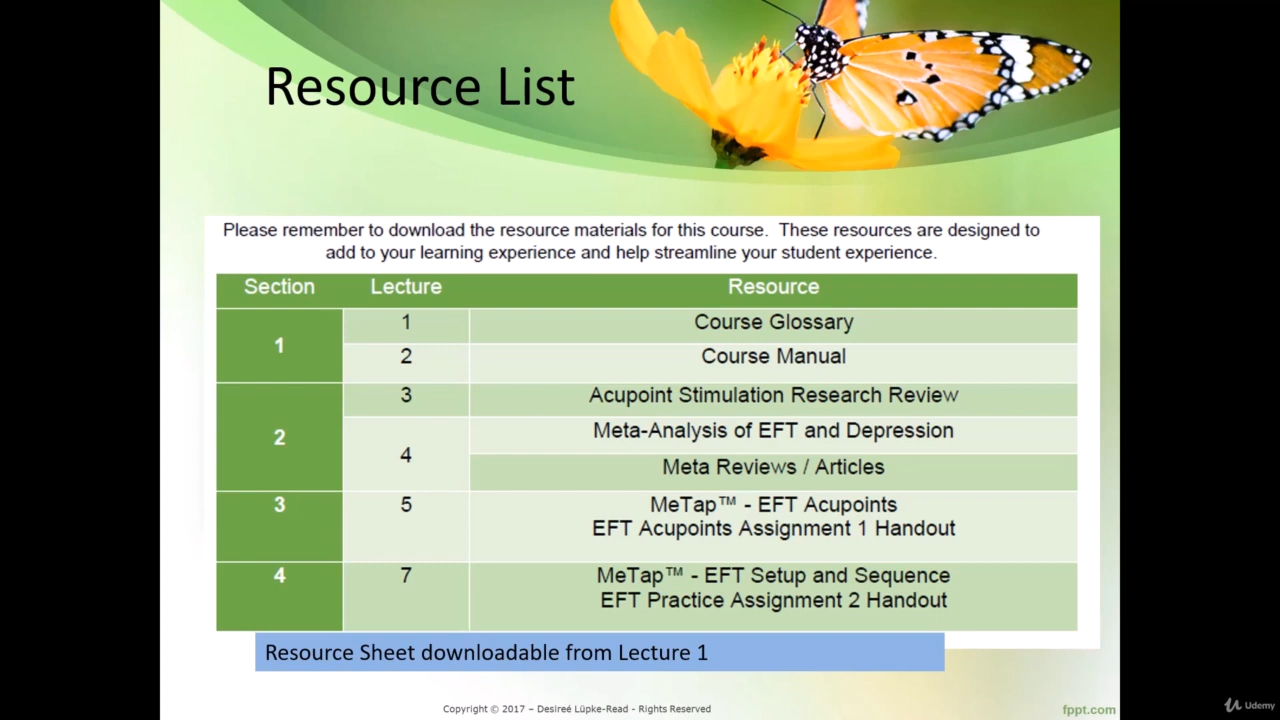 Resource List
Please remember to download the resource materials for this course. These resources are designed to
add to your learning experience and help streamline your student experience.
Section Lecture Resource
1 1 Course Glossary
2 Course Manual
2 3 Acupoint Stimulation Research Review
4 Meta-Analysis of EFT and Depression
Meta Reviews / Articles
3 5 MeTap™ - EFT Acupoints
EFT Acupoints Assignment 1 Handout
4 7 MeTap™ - EFT Setup and Sequence
EFT Practice Assignment 2 Handout
Resource Sheet downloadable from Lecture 1
Copyright © 2017 – Desireé Lüpke-Read - Rights Reserved
fppt.com
Udemy